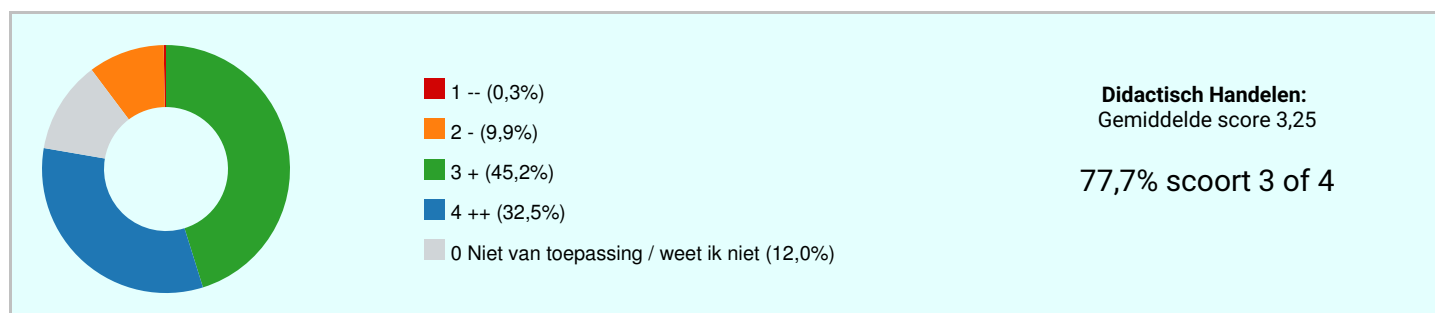 1 -- (0,3%)
2 - (9,9%)
3 + (45,2%)
4 ++ (32,5%)
0 Niet van toepassing / weet ik niet (12,0%)
Didactisch Handelen:
Gemiddelde score 3,25
77,7% scoort 3 of 4